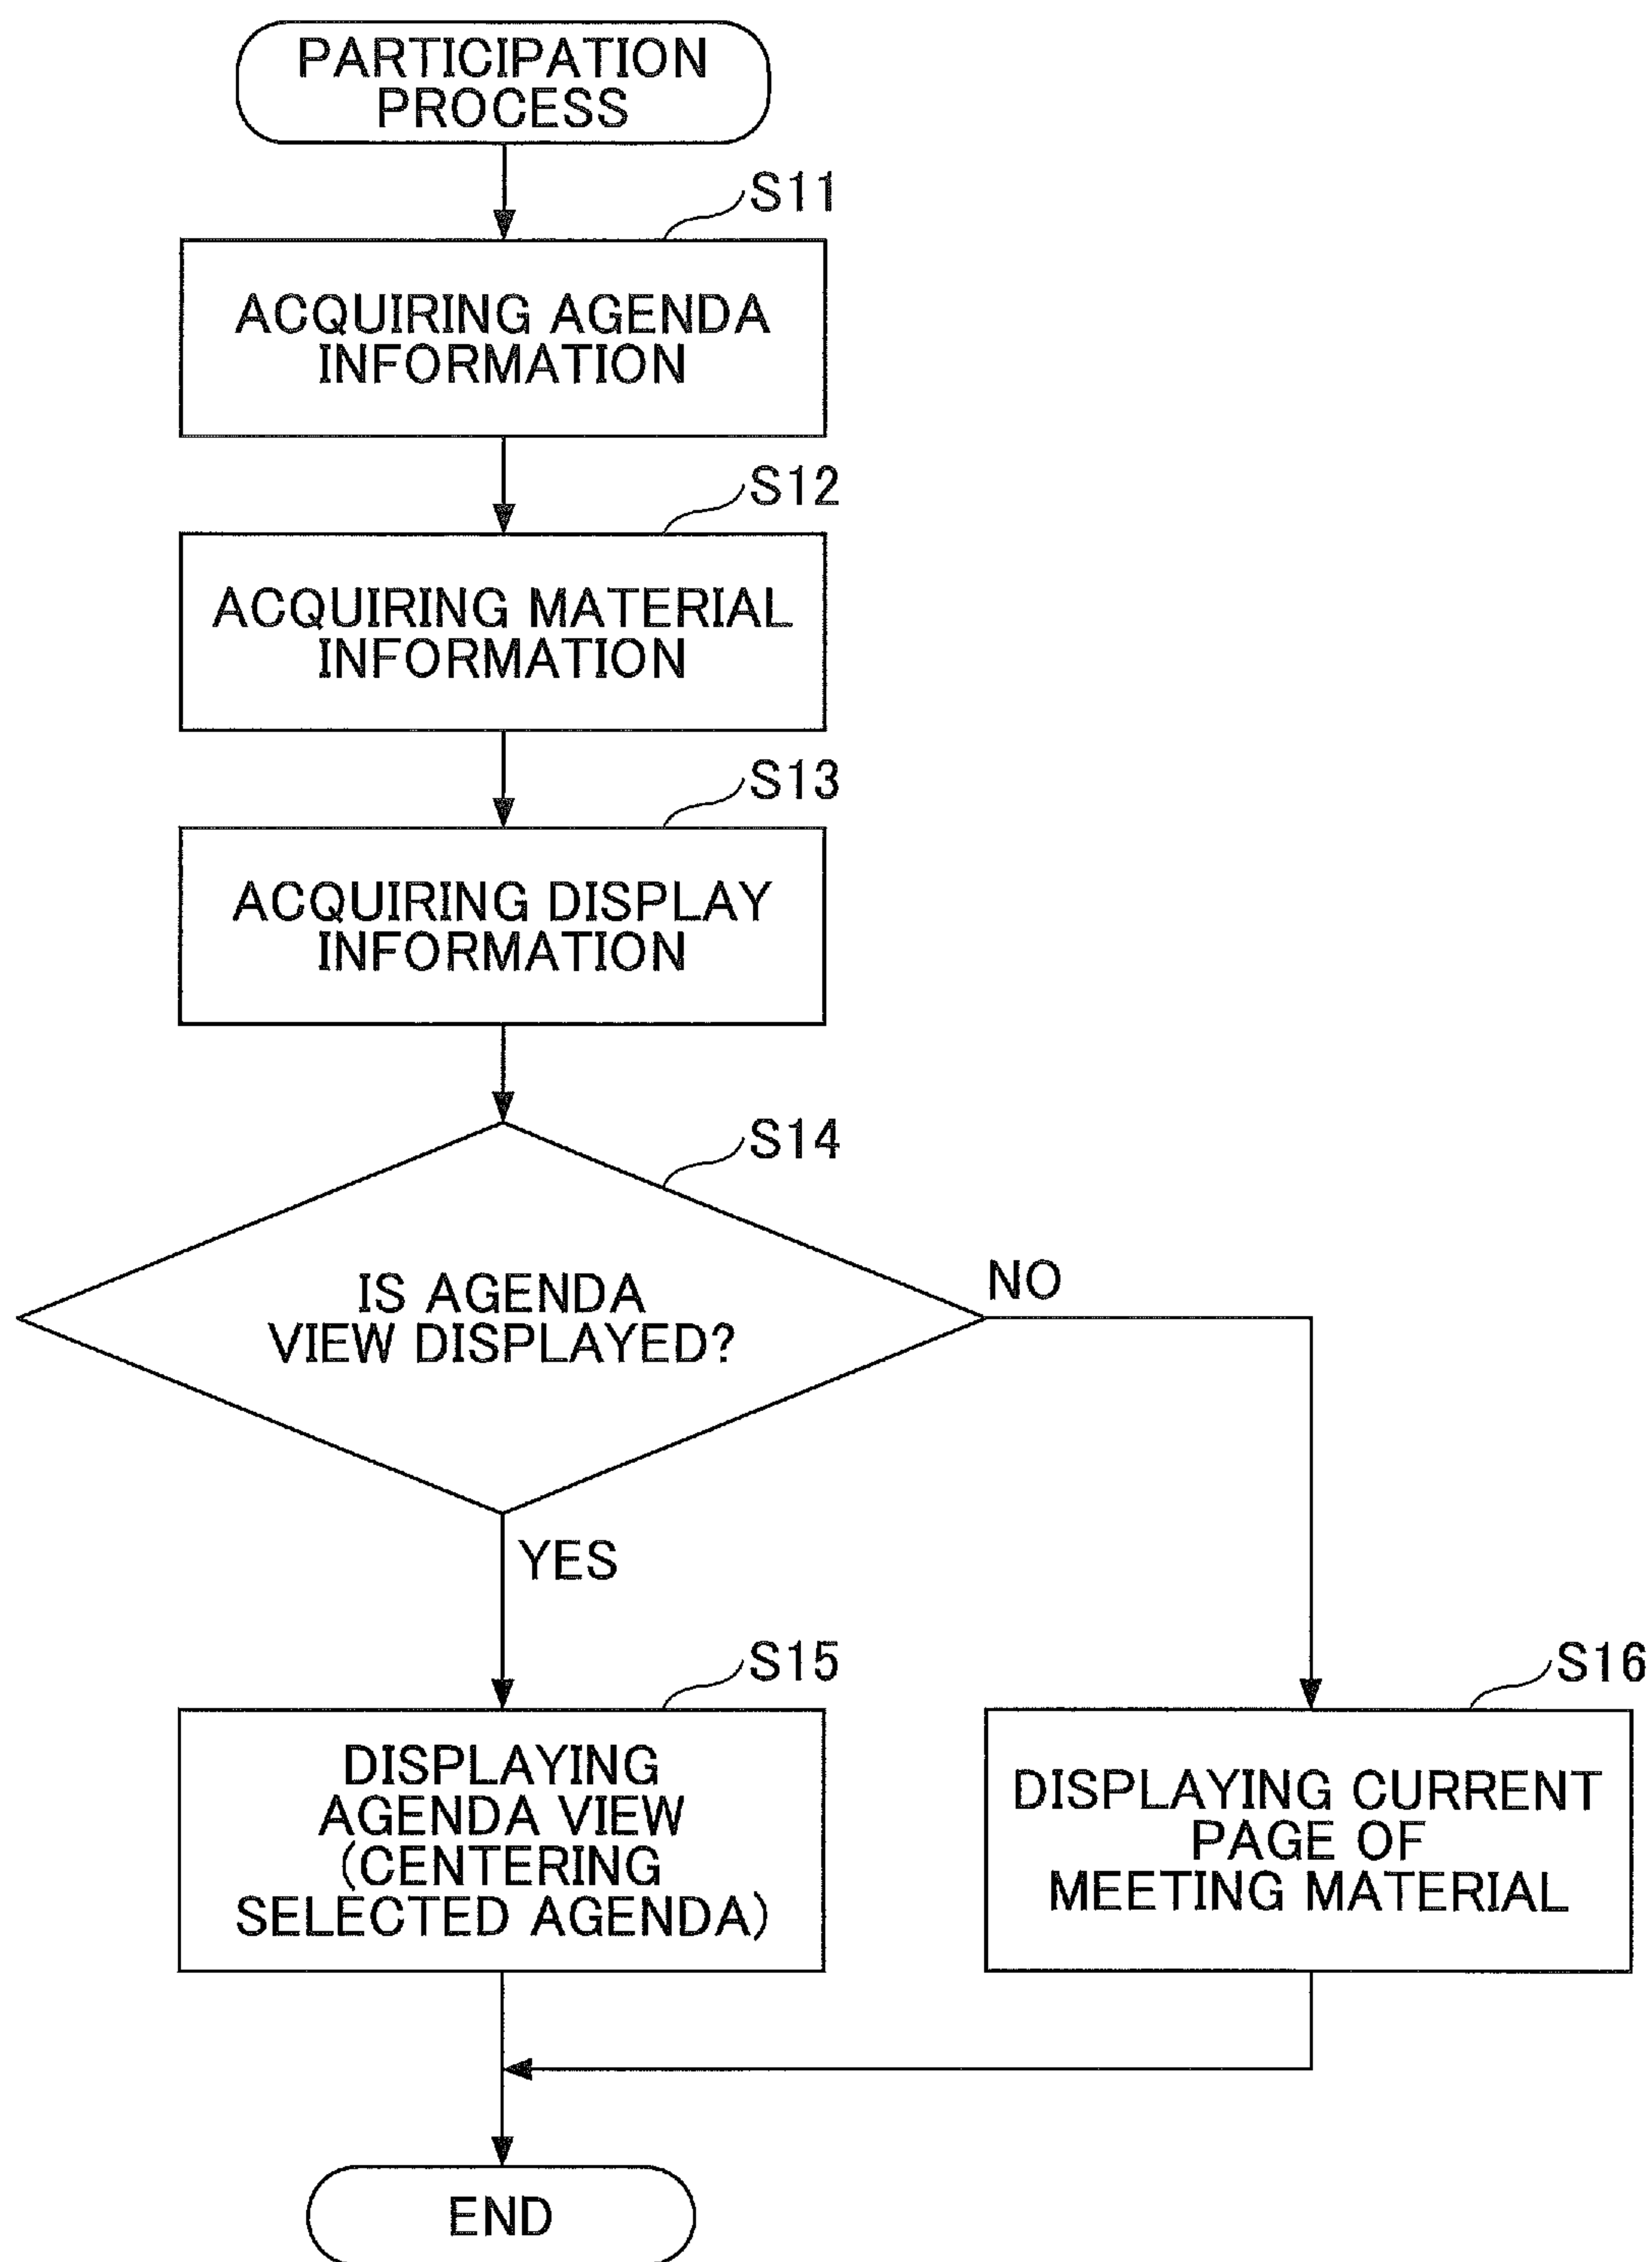 PARTICIPATION
PROCESS
S11
ACQUIRING AGENDA
INFORMATION
S12
ACQUIRING MATERIAL
INFORMATION
S13
ACQUIRING DISPLAY
INFORMATION
S14
IS AGENDA
VIEW DISPLAYED?
NO
YES
S15
DISPLAYING
AGENDA VIEW
(CENTERING
SELECTED AGENDA)
S16
DISPLAYING CURRENT
PAGE OF
MEETING MATERIAL
END